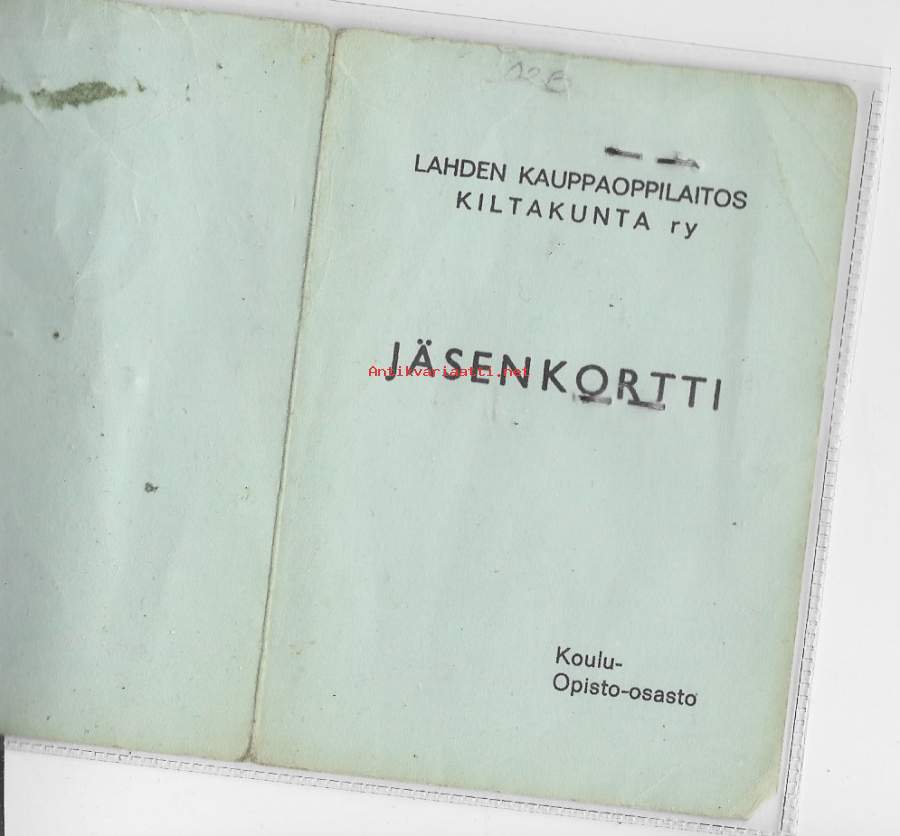 LAHDEN KAUPPAOPPILAITOS
KILTAKUNTA ry
JÄSENKORTTI
Antikvariaatti.net
Koulu-
Opisto-osasto